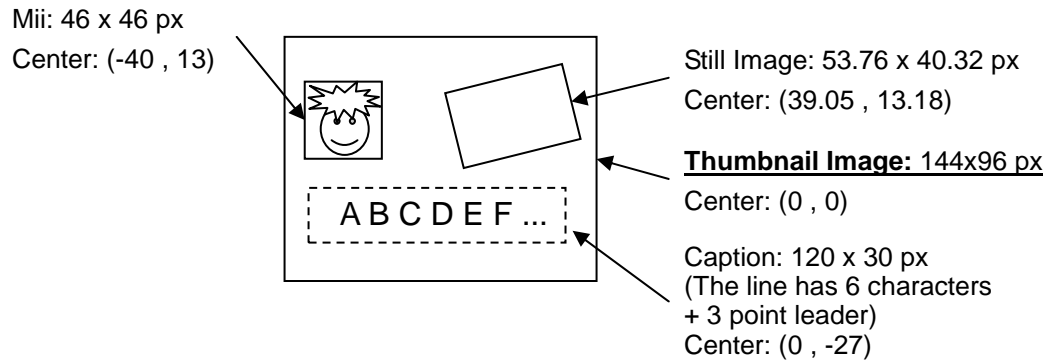 Mii: 46 x 46 px
Center: (-40 , 13)
Still Image: 53.76 x 40.32 px
Center: (39.05 , 13.18)
Thumbnail Image: 144x96 px
Center: (0 , 0)
A B C D E F ...
Caption: 120 x 30 px
(The line has 6 characters
+ 3 point leader)
Center: (0 , -27)